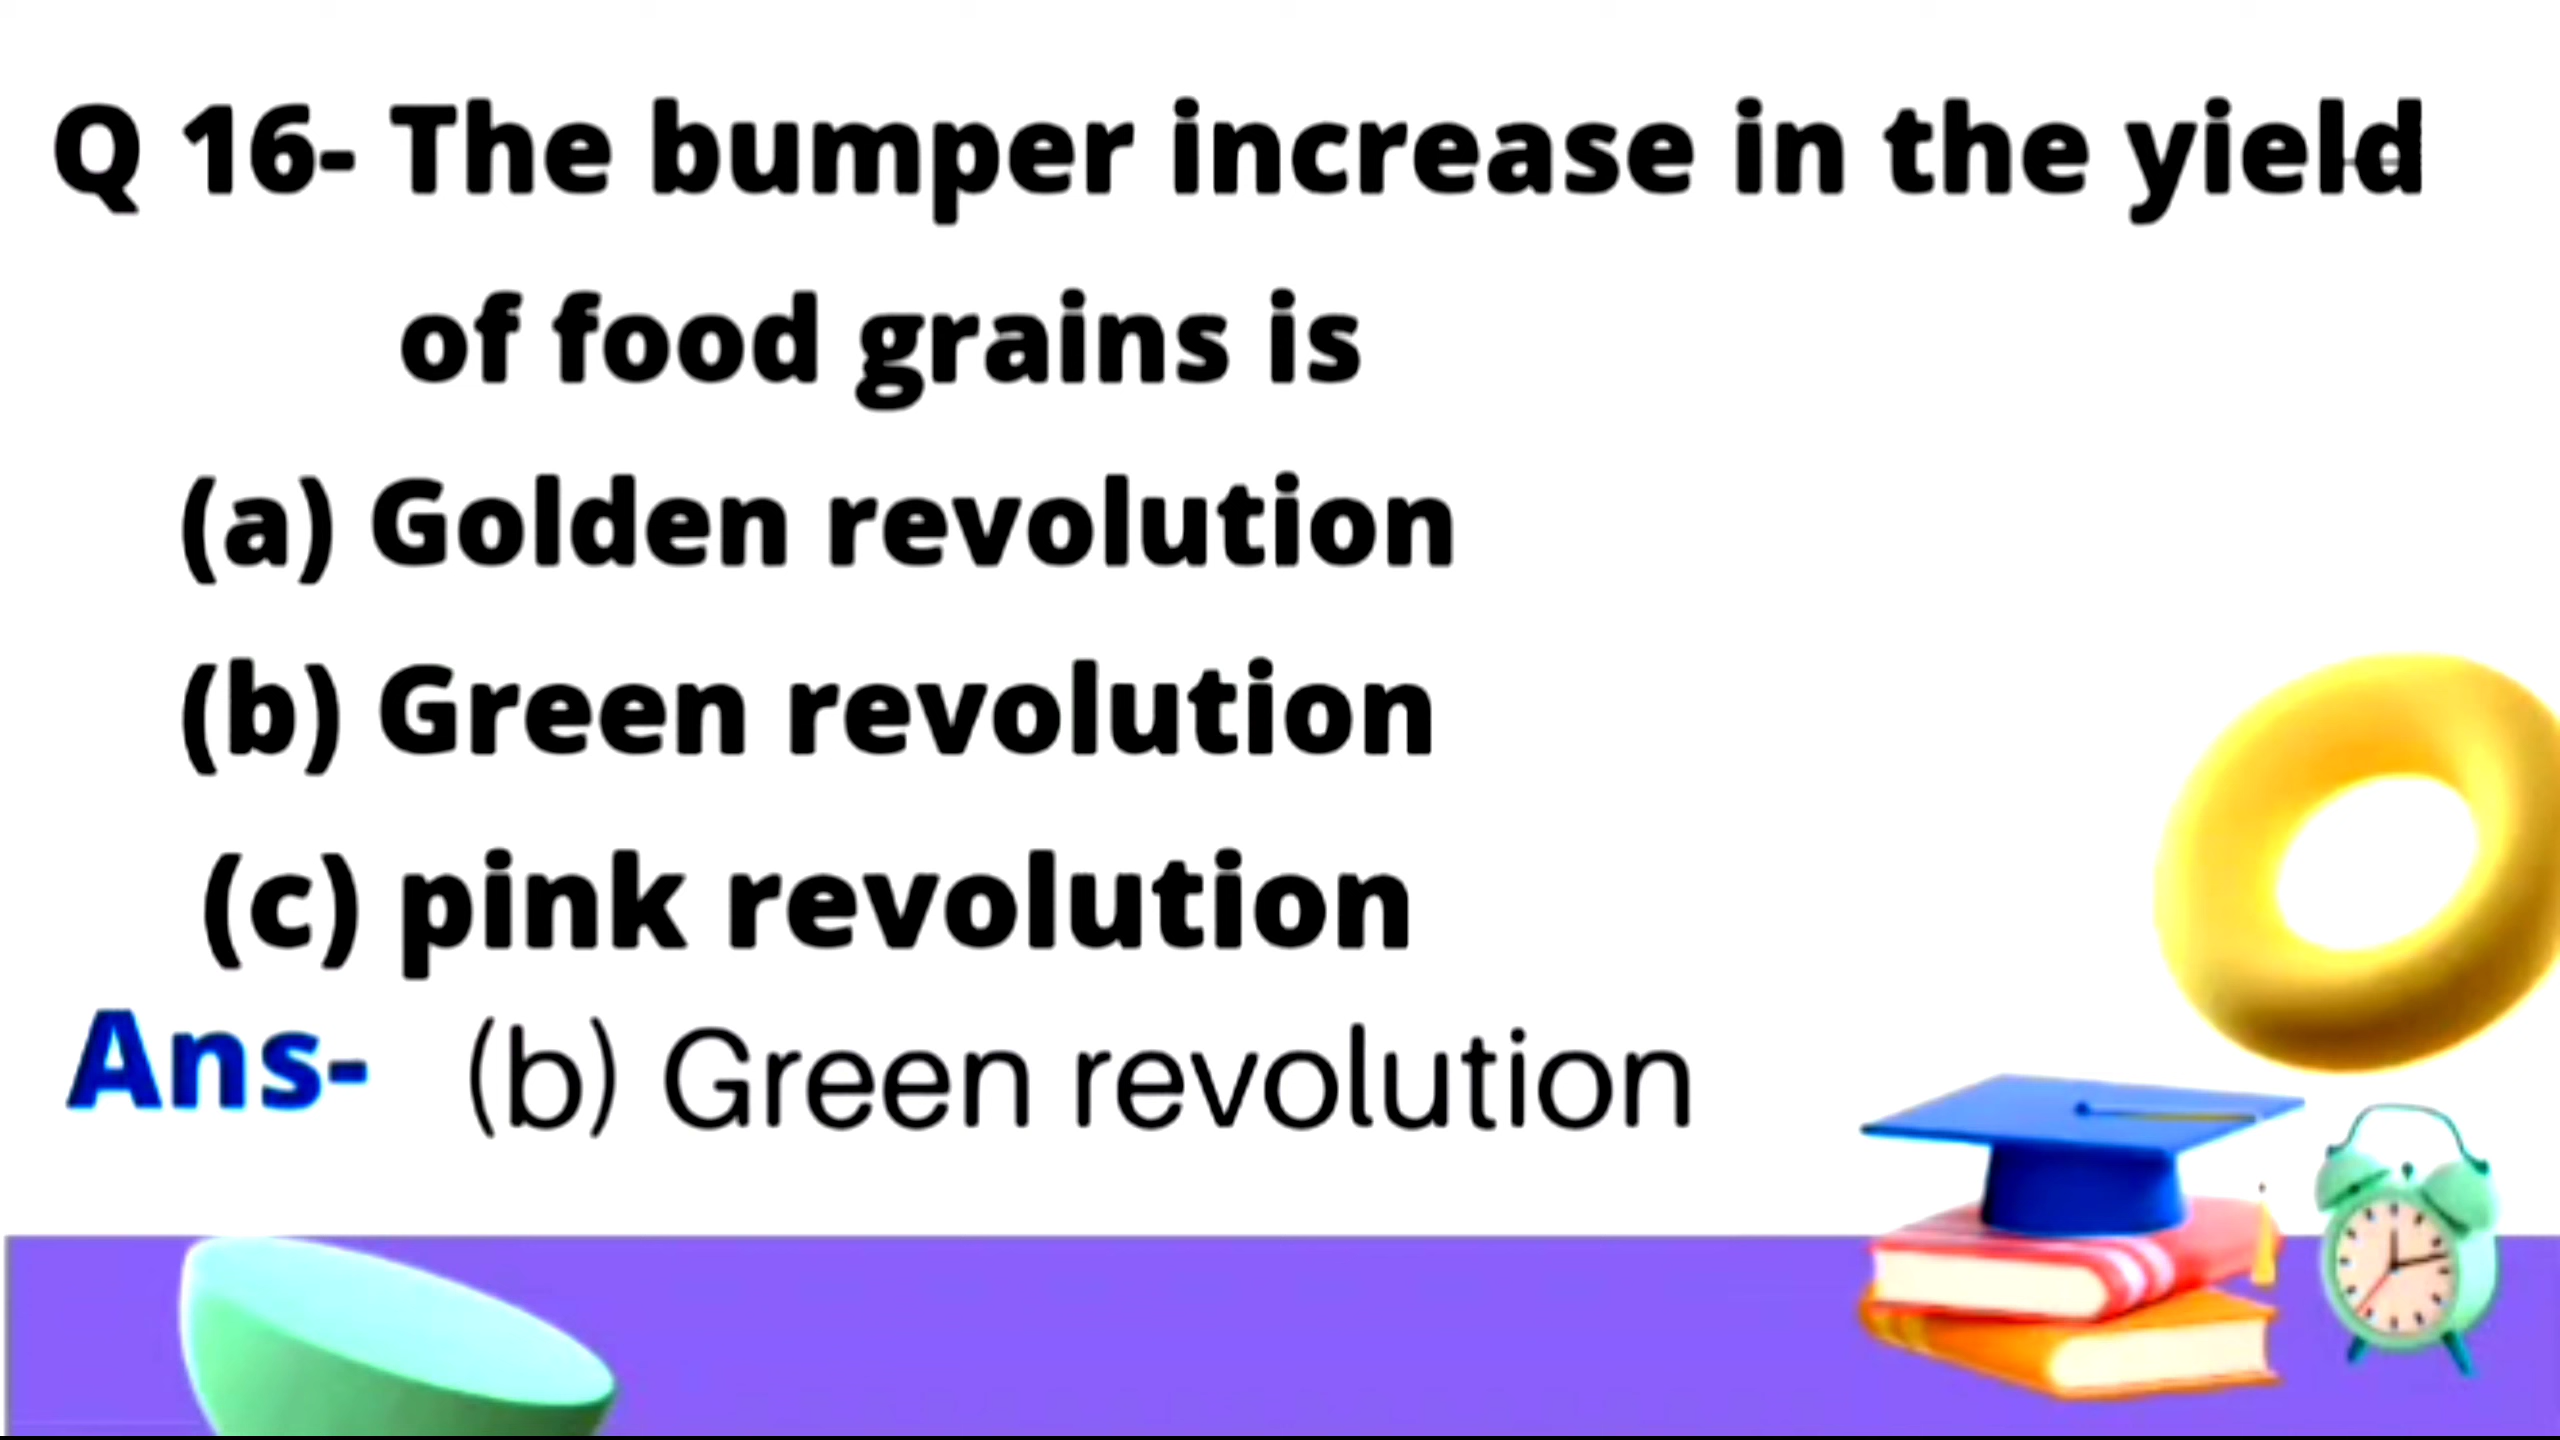 Q 16- The bumper increase in the yield
of food grains is
(a) Golden revolution
(b) Green revolution
(c) pink revolution
Ans- (b) Green revolution